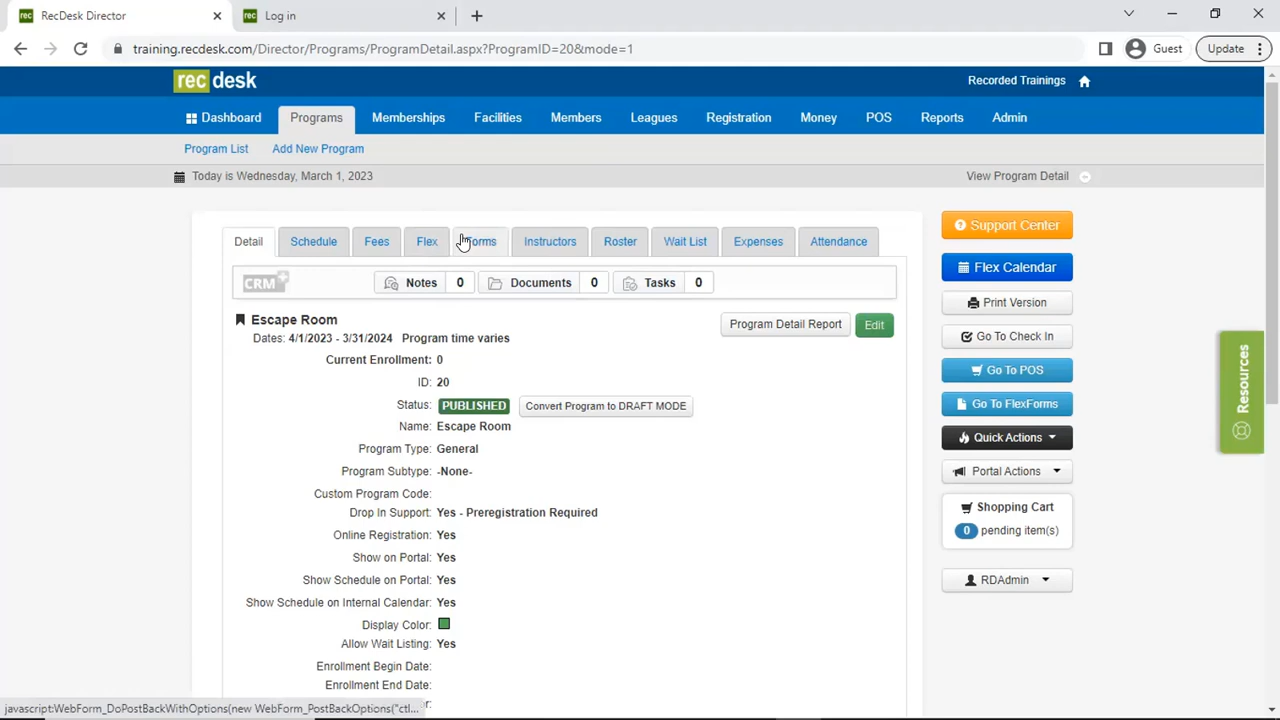 RecDesk Director
Log in
training.recdesk.com/Director/Programs/ProgramDetail.aspx?ProgramID=20&mode=1
Guest
Update
rec desk
Recorded Trainings
Dashboard
Programs
Memberships
Facilities
Members
Leagues
Registration
Money
POS
Reports
Admin
Program List
Add New Program
Today is Wednesday, March 1, 2023
View Program Detail
Detail
Schedule
Fees
Flex
Forms
Instructors
Roster
Wait List
Expenses
Attendance
CRM
Notes 0
Documents 0
Tasks 0
Escape Room
Program Detail Report
Edit
Dates: 4/1/2023 - 3/31/2024 Program time varies
Current Enrollment: 0
ID: 20
Status: PUBLISHED Convert Program to DRAFT MODE
Name: Escape Room
Program Type: General
Program Subtype: -None-
Custom Program Code:
Drop In Support: Yes - Preregistration Required
Online Registration: Yes
Show on Portal: Yes
Show Schedule on Portal: Yes
Show Schedule on Internal Calendar: Yes
Display Color:
Allow Wait Listing: Yes
Enrollment Begin Date:
Enrollment End Date:
Support Center
Flex Calendar
Print Version
Go To Check In
Go To POS
Go To FlexForms
Quick Actions
Portal Actions
Shopping Cart
0 pending item(s)
RDAdmin
Resources
javascript:WebForm_DoPostBackWithOptions(new WebForm_PostBackOptions("ctl...